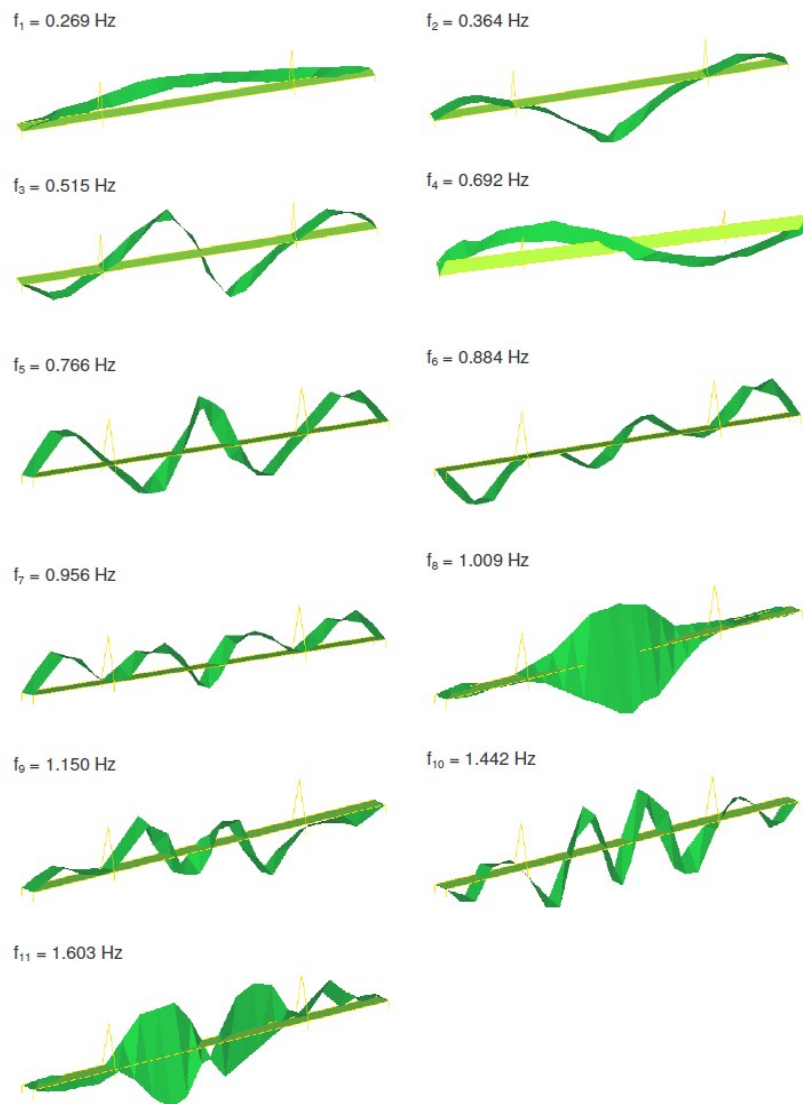 f₁ = 0.269 Hz
f₂ = 0.364 Hz
f₃ = 0.515 Hz
f₄ = 0.692 Hz
f₅ = 0.766 Hz
f₆ = 0.884 Hz
f₇ = 0.956 Hz
f₈ = 1.009 Hz
f₉ = 1.150 Hz
f₁₀ = 1.442 Hz
f₁₁ = 1.603 Hz